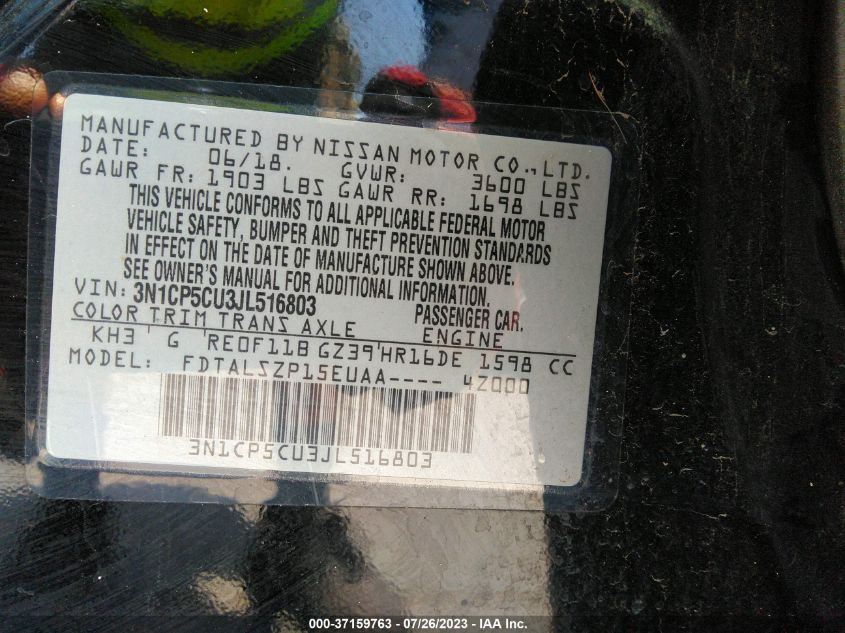 MANUFACTURED BY NISSAN MOTOR CO., LTD.
DATE: 06/18. GVWR: 3600 LBS
GAWR FR: 1903 LBS GAWR RR: 1698 LBS
THIS VEHICLE CONFORMS TO ALL APPLICABLE FEDERAL MOTOR
VEHICLE SAFETY, BUMPER AND THEFT PREVENTION STANDARDS
IN EFFECT ON THE DATE OF MANUFACTURE SHOWN ABOVE.
SEE OWNER'S MANUAL FOR ADDITIONAL INFORMATION.
VIN: 3N1CP5CU3JL516803 PASSENGER CAR.
COLOR TRIM TRANS AXLE ENGINE
KH3 ' G 'RE0F11B GZ39'HR16DE 1598 CC
MODEL: FDTALSZP15EUAA---- 4Z000
3N1CP5CU3JL516803
000-37159763 - 07/26/2023 - IAA Inc.